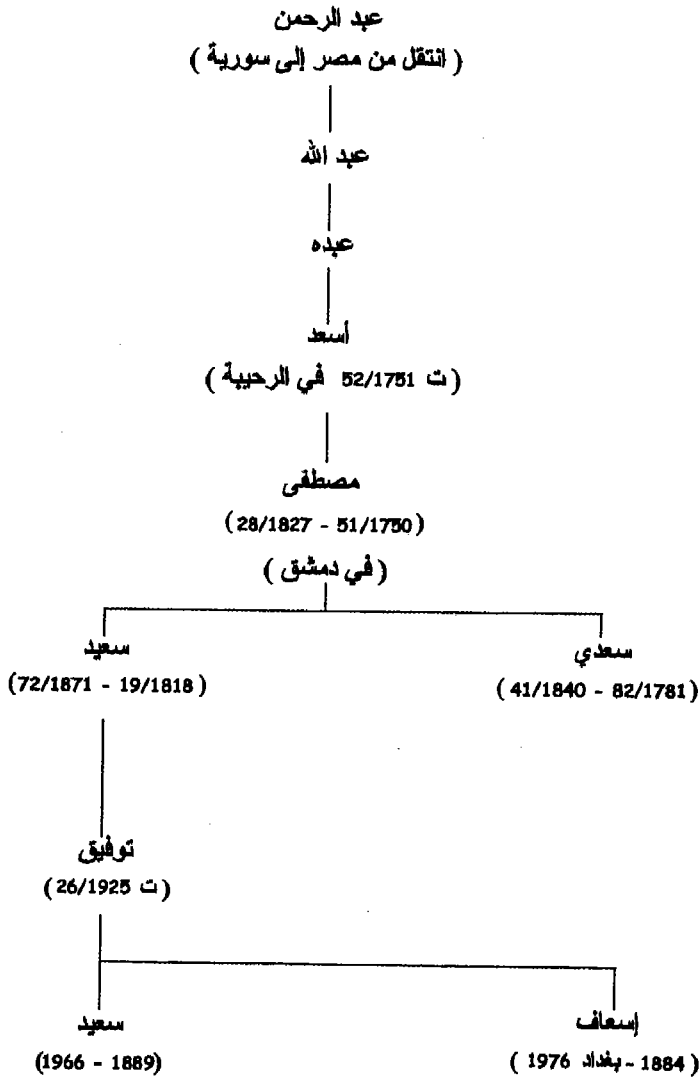 عبد الرحمن
( انتقل من مصر إلى سورية )
عبد الله
عبده
أسعد
( ت 52/1751 في الرحيبة )
مصطفى
(28/1827 - 51/1750)
( في دمشق )
سعدي
سعيد
( 41/1840 - 82/1781)
(72/1871 - 19/1818)
توفيق
( ت 26/1925)
إسعاف
سعيد
( 1884 - بغداد 1976 )
(1966 - 1889)